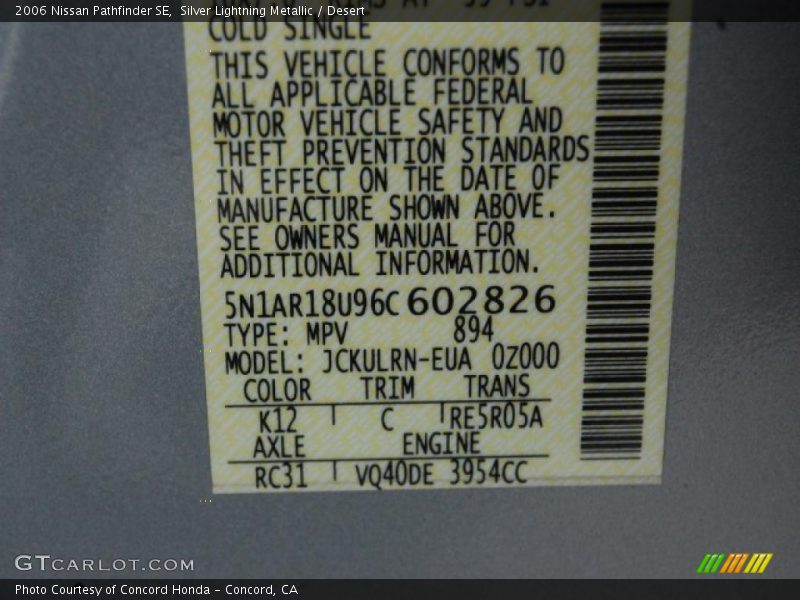 2006 Nissan Pathfinder SE, Silver Lightning Metallic / Desert
COLD SINGLE
THIS VEHICLE CONFORMS TO
ALL APPLICABLE FEDERAL
MOTOR VEHICLE SAFETY AND
THEFT PREVENTION STANDARDS
IN EFFECT ON THE DATE OF
MANUFACTURE SHOWN ABOVE.
SEE OWNERS MANUAL FOR
ADDITIONAL INFORMATION.
5N1AR18U96C602826
TYPE: MPV 894
MODEL: JCKULRN-EUA 0Z000
COLOR TRIM TRANS
K12 C RE5R05A
AXLE ENGINE
RC31 VQ40DE 3954CC
GTCARLOT.COM
Photo Courtesy of Concord Honda - Concord, CA